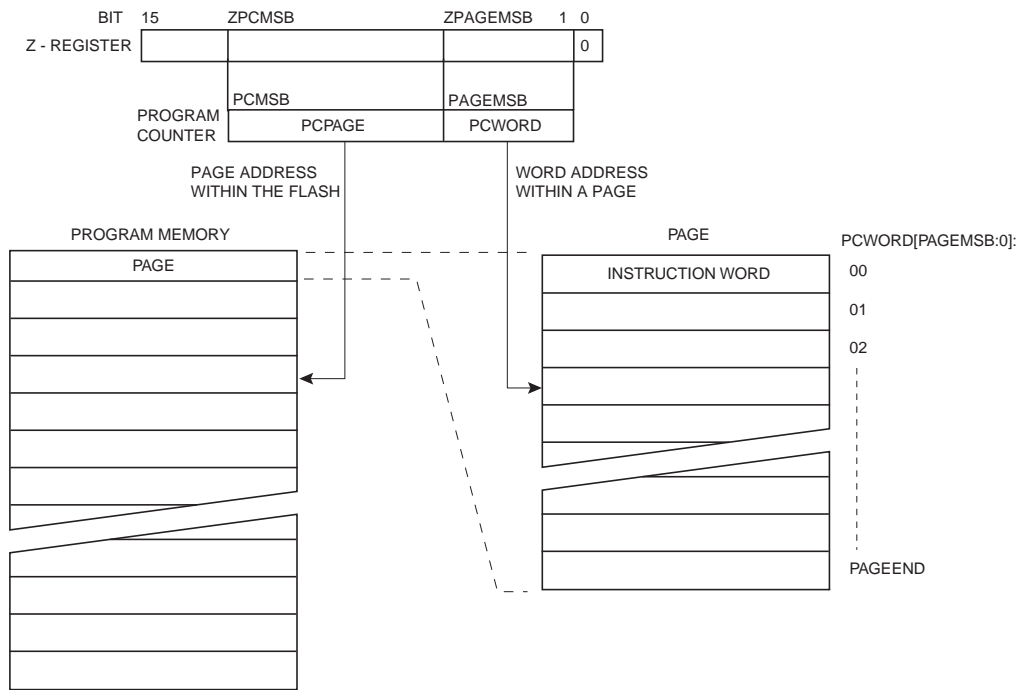 BIT 15 ZPCMSB ZPAGEMSB 1 0
Z - REGISTER 0
PCMSB PAGEMSB
PROGRAM
COUNTER
PCPAGE PCWORD
PAGE ADDRESS
WITHIN THE FLASH
WORD ADDRESS
WITHIN A PAGE
PROGRAM MEMORY
PAGE
PAGE
PCWORD[PAGEMSB:0]:
INSTRUCTION WORD
00
01
02
PAGEEND